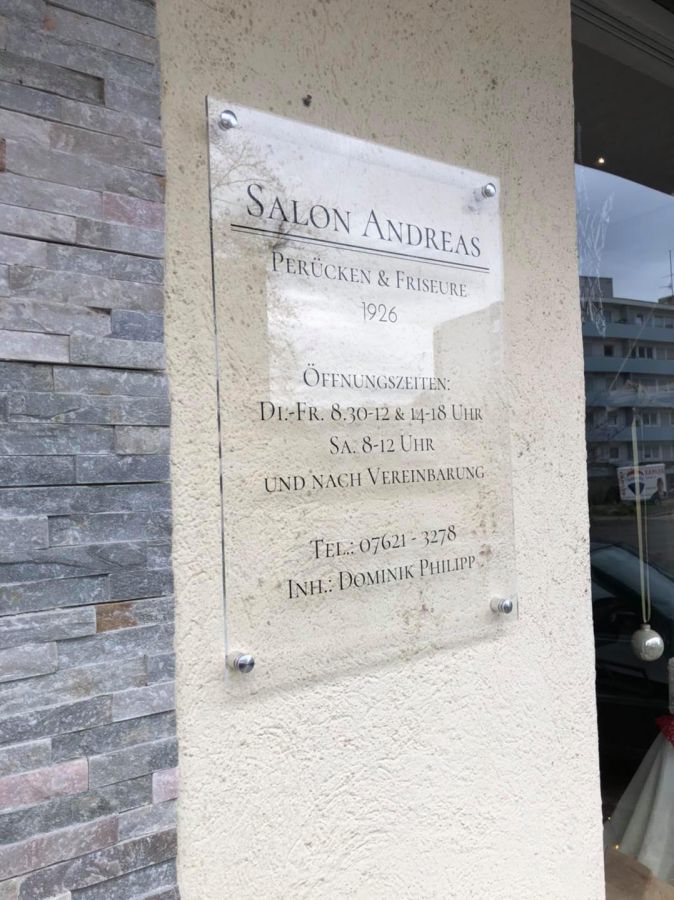 SALON ANDREAS
PERÜCKEN & FRISEURE
1926
ÖFFNUNGSZEITEN:
DI.-FR. 8.30-12 & 14-18 UHR
SA. 8-12 UHR
UND NACH VEREINBARUNG
TEL.: 07621 - 3278
INH.: DOMINIK PHILIPP